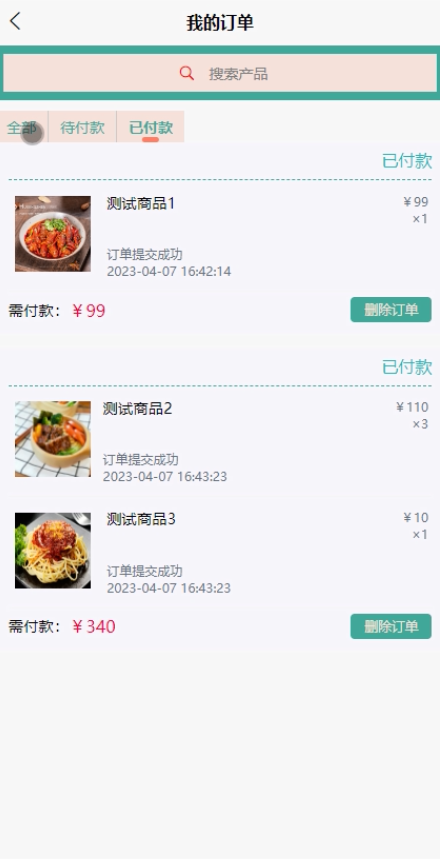 我的订单
搜索产品
全部 待付款 已付款
已付款
测试商品1 ￥99
×1
订单提交成功
2023-04-07 16:42:14
需付款：￥99 删除订单
已付款
测试商品2 ￥110
×3
订单提交成功
2023-04-07 16:43:23
测试商品3 ￥10
×1
订单提交成功
2023-04-07 16:43:23
需付款：￥340 删除订单